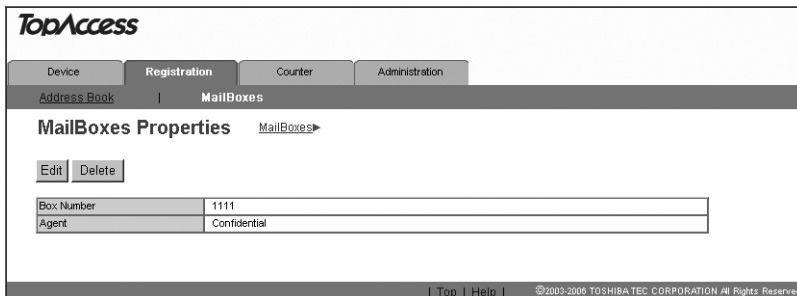 TopAccess
Device Registration Counter Administration
Address Book | MailBoxes
MailBoxes Properties MailBoxes▶
Edit Delete
Box Number 1111
Agent Confidential
| Top | Help | ©2003-2006 TOSHIBA TEC CORPORATION All Rights Reserved